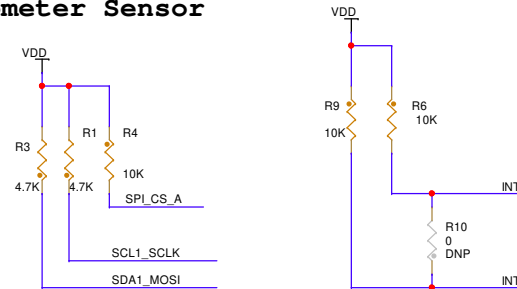 meter Sensor
VDD
VDD
R9
R6
10K
10K
R3
R1
R4
4.7K
4.7K
10K
SPI_CS_A
SCL1_SCLK
SDA1_MOSI
INT
R10
0
DNP
INT